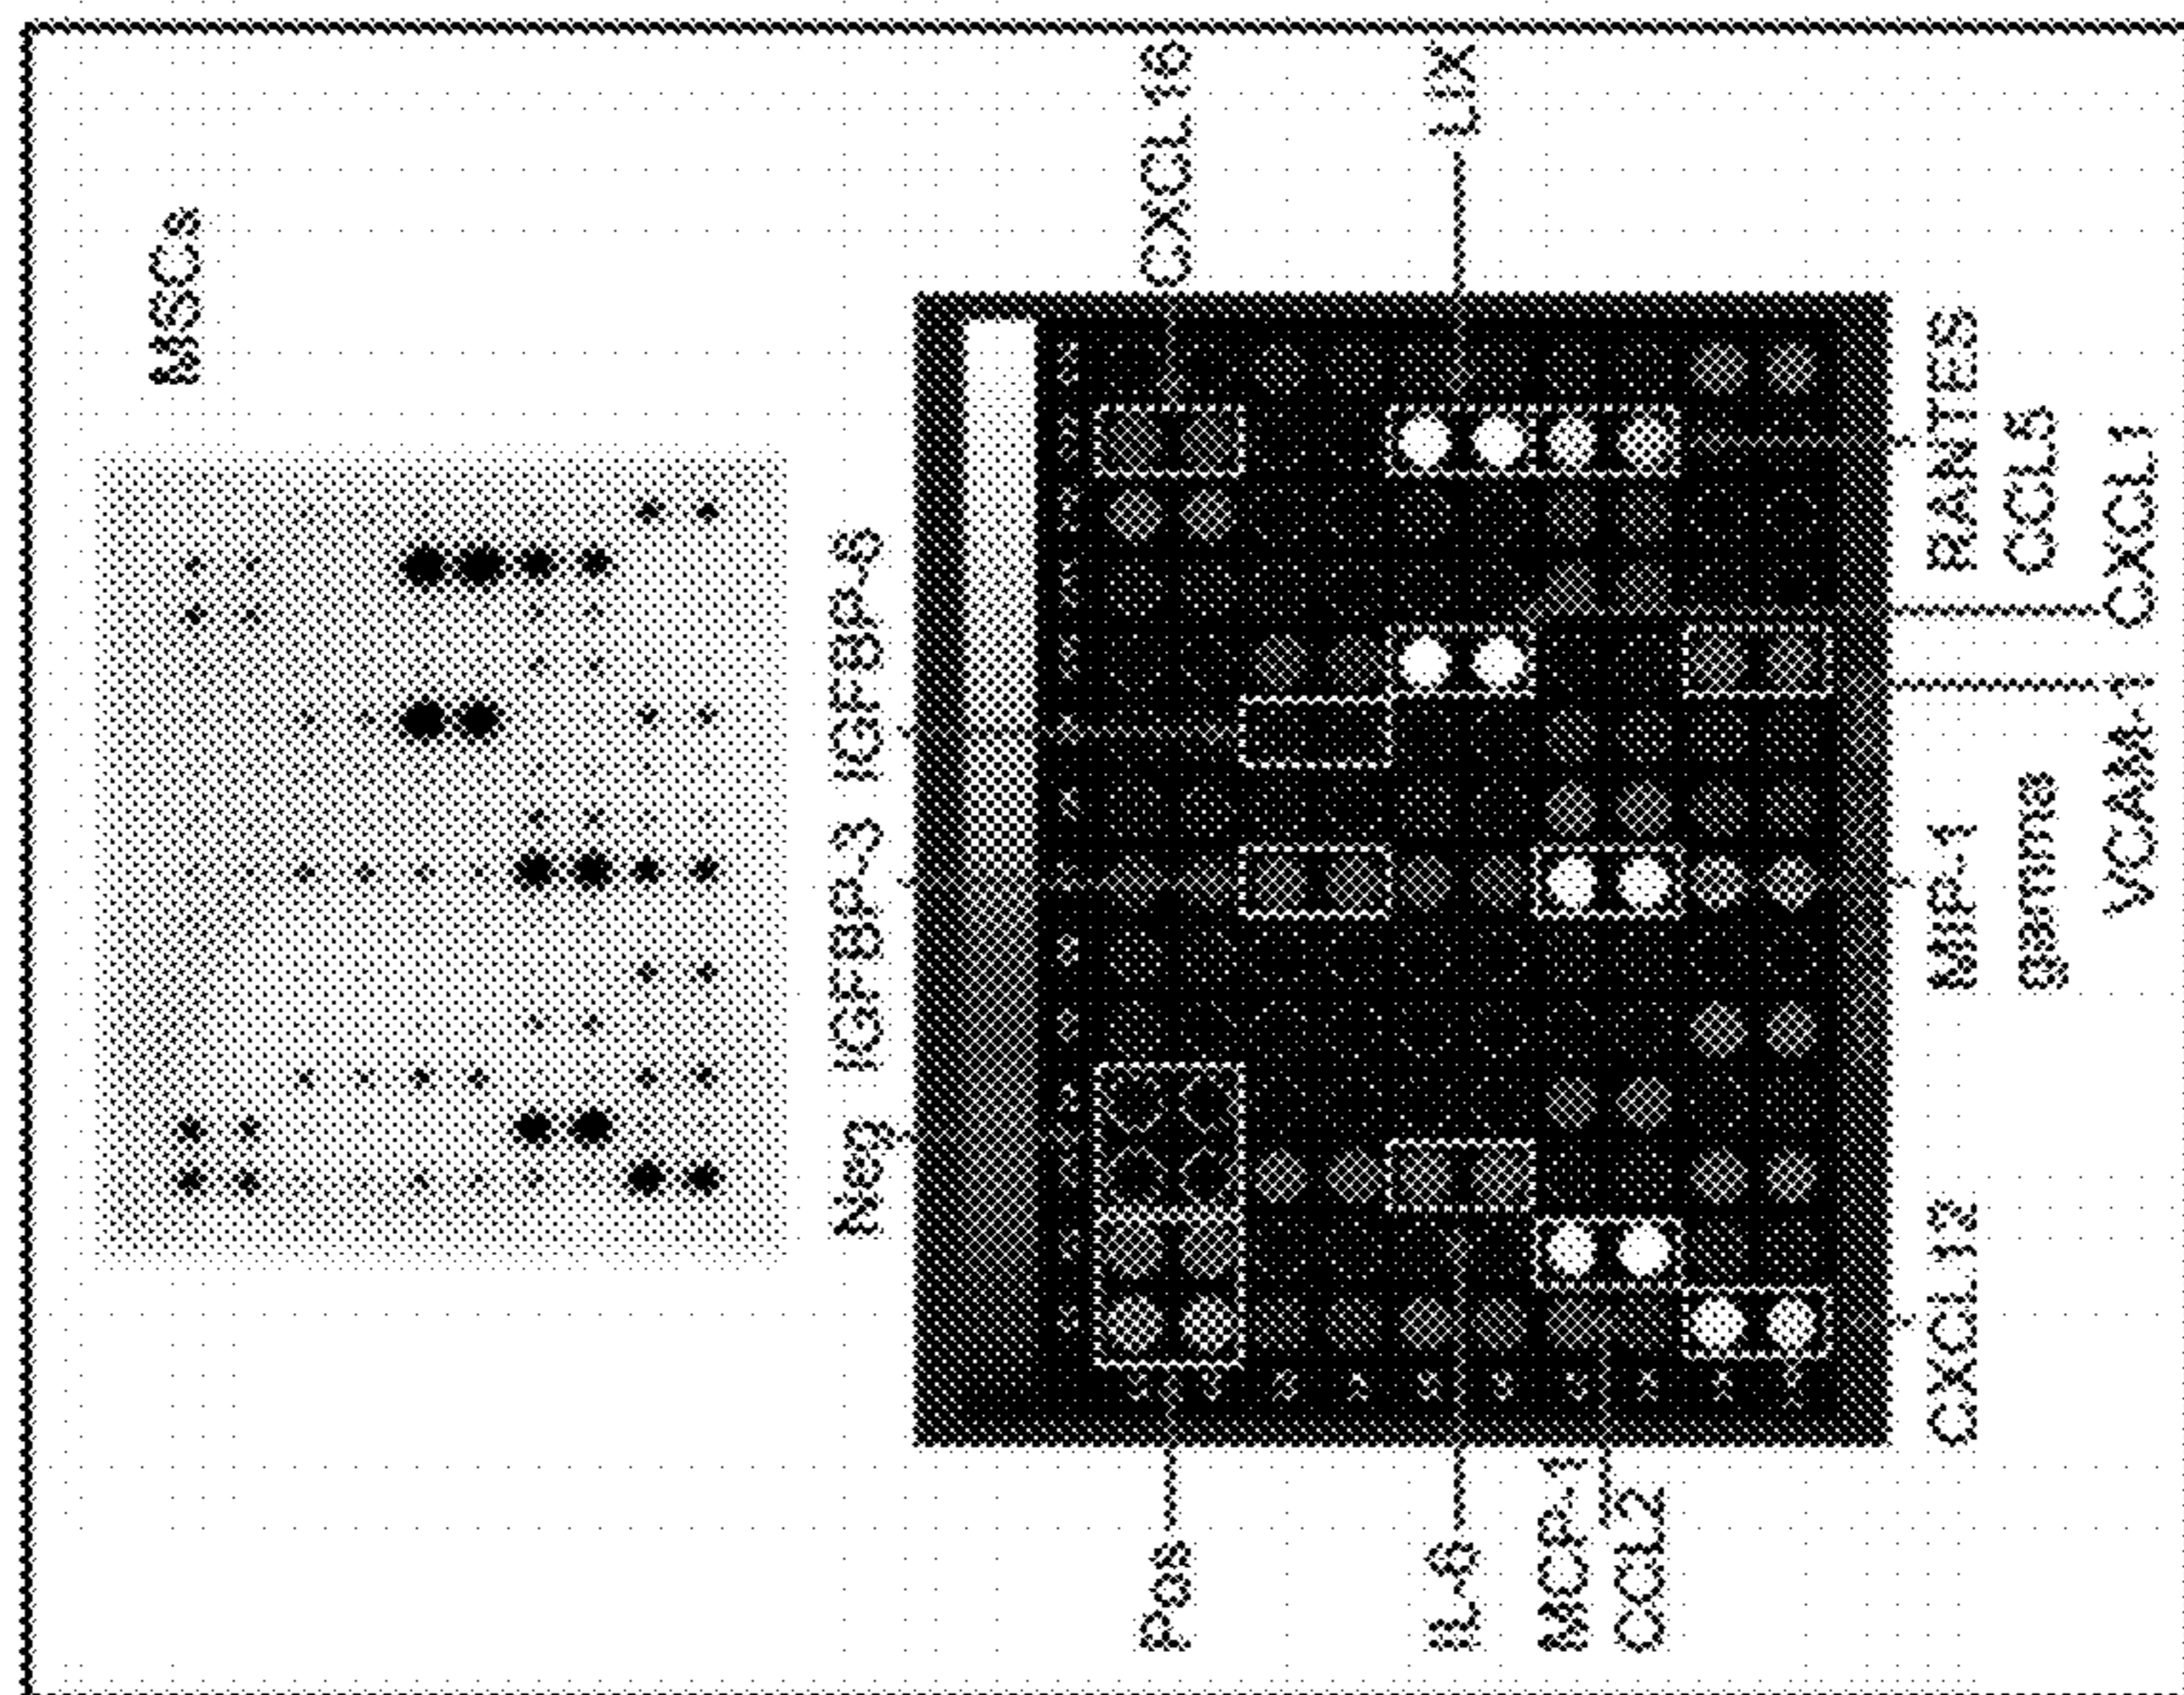 MSCs
Neg IGFBP-3 IGFBP-5
Pos
CXCL16
IL-6
LIX
MCP-1
CCL2
CXCL12
MIP-1
gamma
RANTES
CCL5
VCAM-1 CXCL1